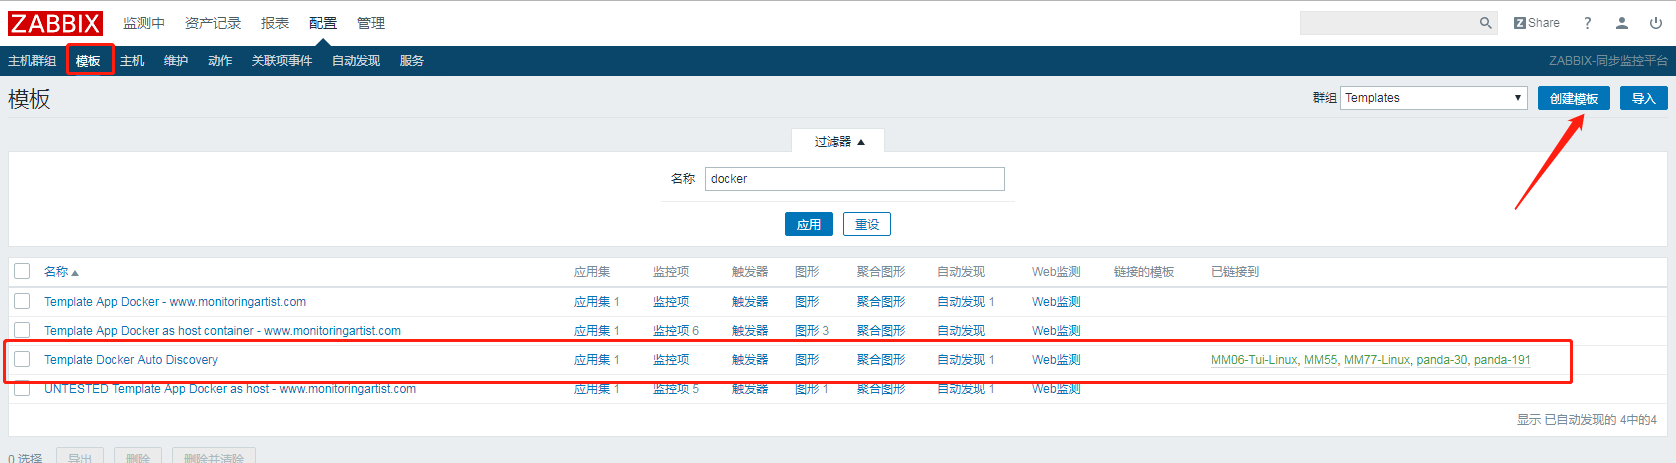 ZABBIX 监测中 资产记录 报表 配置 管理 Z Share ?
主机群组 模板 主机 维护 动作 关联项事件 自动发现 服务 ZABBIX-同步监控平台
模板 群组 Templates 创建模板 导入
过滤器
名称 docker
应用 重设
名称 应用集 监控项 触发器 图形 聚合图形 自动发现 Web监测 链接的模板 已链接到
Template App Docker - www.monitoringartist.com 应用集 1 监控项 触发器 图形 聚合图形 自动发现 1 Web监测
Template App Docker as host container - www.monitoringartist.com 应用集 1 监控项 6 触发器 图形 3 聚合图形 自动发现 Web监测
Template Docker Auto Discovery 应用集 1 监控项 触发器 图形 聚合图形 自动发现 1 Web监测 MM06-Tui-Linux, MM55, MM77-Linux, panda-30, panda-191
UNTESTED Template App Docker as host - www.monitoringartist.com 应用集 1 监控项 5 触发器 图形 1 聚合图形 自动发现 1 Web监测
显示 已自动发现的 4中的4
0 选择 导出 删除 删除并清除